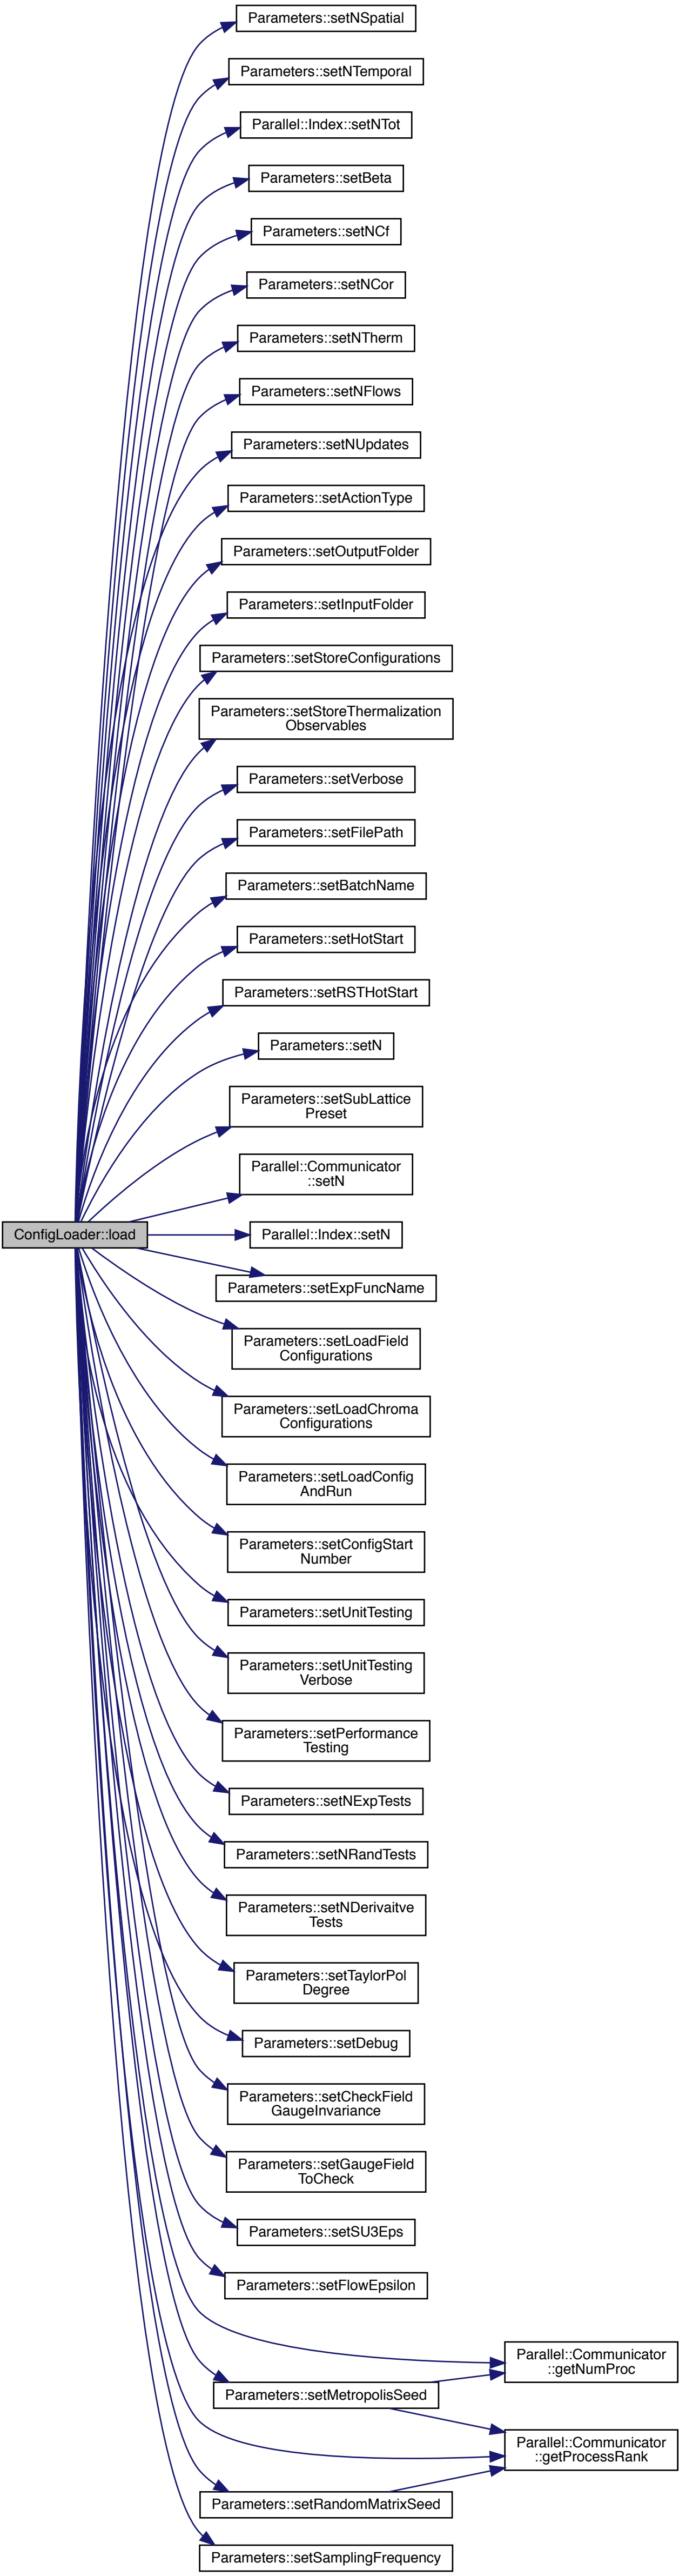 Parameters::setNSpatial
Parameters::setNTemporal
Parallel::Index::setNTot
Parameters::setBeta
Parameters::setNCf
Parameters::setNCor
Parameters::setNTherm
Parameters::setNFlows
Parameters::setNUpdates
Parameters::setActionType
Parameters::setOutputFolder
Parameters::setInputFolder
Parameters::setStoreConfigurations
Parameters::setStoreThermalization
Observables
Parameters::setVerbose
Parameters::setFilePath
Parameters::setBatchName
Parameters::setHotStart
Parameters::setRSTHotStart
Parameters::setN
Parameters::setSubLattice
Preset
Parallel::Communicator
::setN
ConfigLoader::load
Parallel::Index::setN
Parameters::setExpFuncName
Parameters::setLoadField
Configurations
Parameters::setLoadChroma
Configurations
Parameters::setLoadConfig
AndRun
Parameters::setConfigStart
Number
Parameters::setUnitTesting
Parameters::setUnitTesting
Verbose
Parameters::setPerformance
Testing
Parameters::setNExpTests
Parameters::setNRandTests
Parameters::setNDerivaitve
Tests
Parameters::setTaylorPol
Degree
Parameters::setDebug
Parameters::setCheckField
GaugeInvariance
Parameters::setGaugeField
ToCheck
Parameters::setSU3Eps
Parameters::setFlowEpsilon
Parallel::Communicator
::getNumProc
Parameters::setMetropolisSeed
Parallel::Communicator
::getProcessRank
Parameters::setRandomMatrixSeed
Parameters::setSamplingFrequency